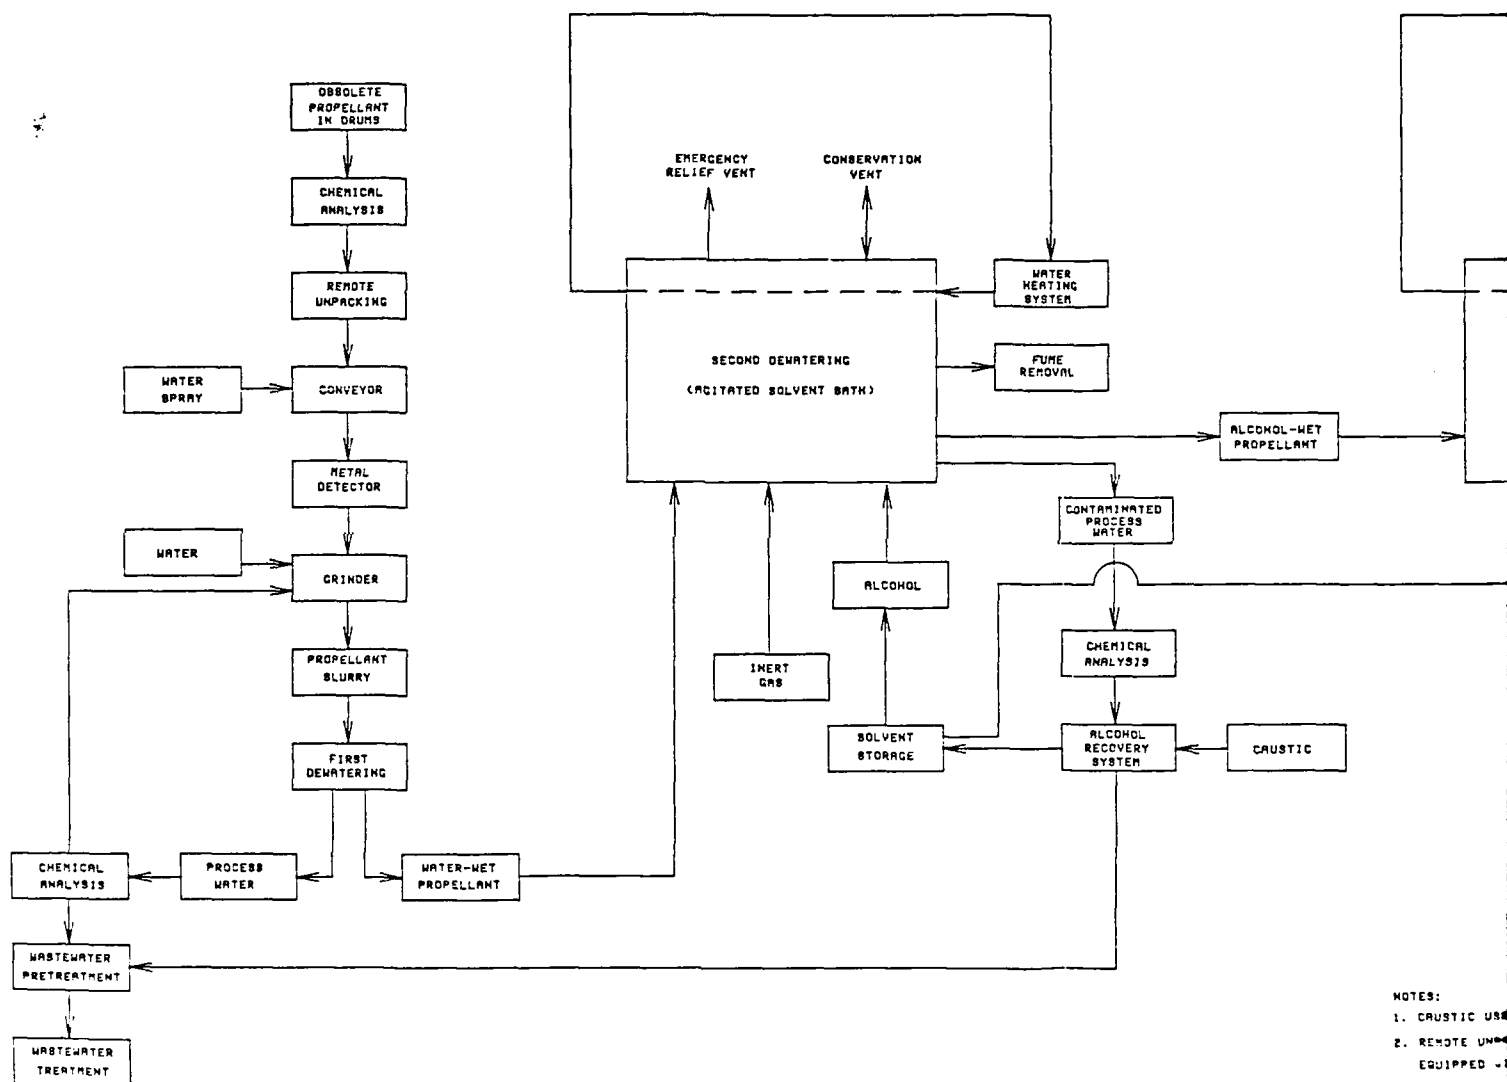 OBSOLETE
PROPELLANT
IN DRUMS
CHEMICAL
ANALYSIS
REMOTE
UNPACKING
WATER
SPRAY
CONVEYOR
METAL
DETECTOR
WATER
GRINDER
PROPELLANT
SLURRY
FIRST
DEWATERING
CHEMICAL
ANALYSIS
PROCESS
WATER
WATER-WET
PROPELLANT
WASTEWATER
PRETREATMENT
WASTEWATER
TREATMENT
EMERGENCY
RELIEF VENT
CONSERVATION
VENT
WATER
HEATING
SYSTEM
SECOND DEWATERING
(AGITATED SOLVENT BATH)
FUME
REMOVAL
ALCOHOL-WET
PROPELLANT
CONTAMINATED
PROCESS
WATER
ALCOHOL
INERT
GAS
CHEMICAL
ANALYSIS
SOLVENT
STORAGE
ALCOHOL
RECOVERY
SYSTEM
CAUSTIC
NOTES:
1. CAUSTIC
2. REMOTE
EQUIPPED